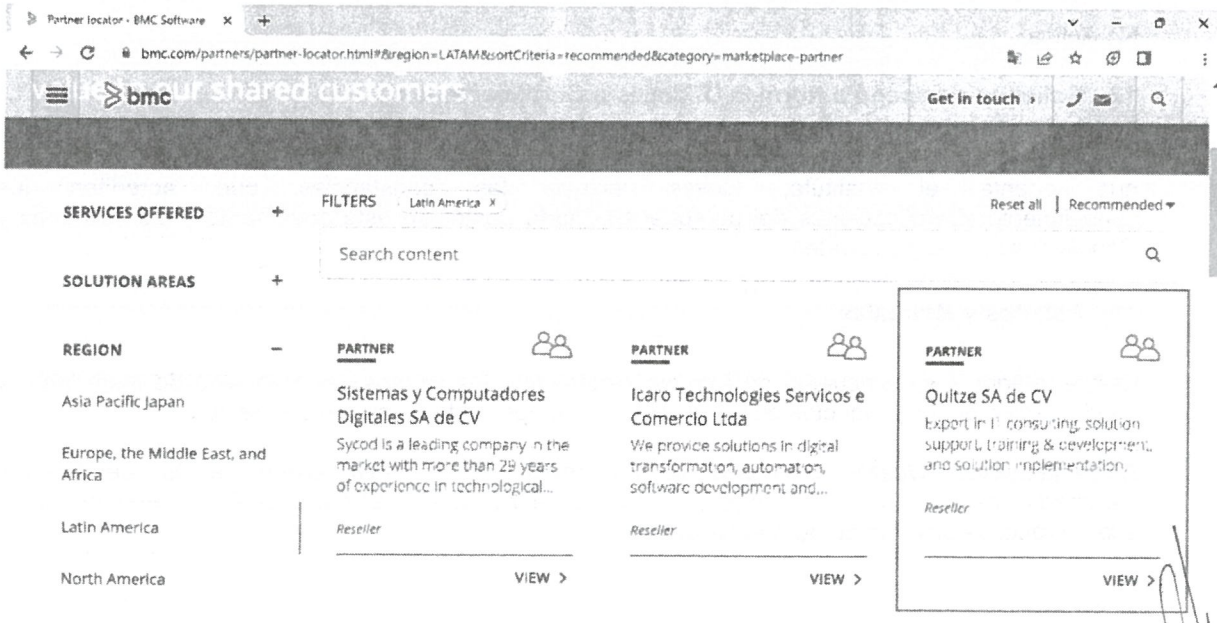 Partner locator - BMC Software
bmc.com/partners/partner-locator.html#&region=LATAM&sortCriteria=recommended&category=marketplace-partner
our shared customers.
bmc
Get in touch
SERVICES OFFERED +
SOLUTION AREAS +
REGION −
Asia Pacific Japan
Europe, the Middle East, and
Africa
Latin America
North America
FILTERS Latin America X
Reset all | Recommended
Search content
PARTNER
Sistemas y Computadores
Digitales SA de CV
Sycod is a leading company in the
market with more than 29 years
of experience in technological...
Reseller
VIEW >
PARTNER
Icaro Technologies Servicos e
Comercio Ltda
We provide solutions in digital
transformation, automation,
software development and...
Reseller
VIEW >
PARTNER
Quitze SA de CV
Expert in IT consulting, solution
support, training & development,
and solution implementation.
Reseller
VIEW >